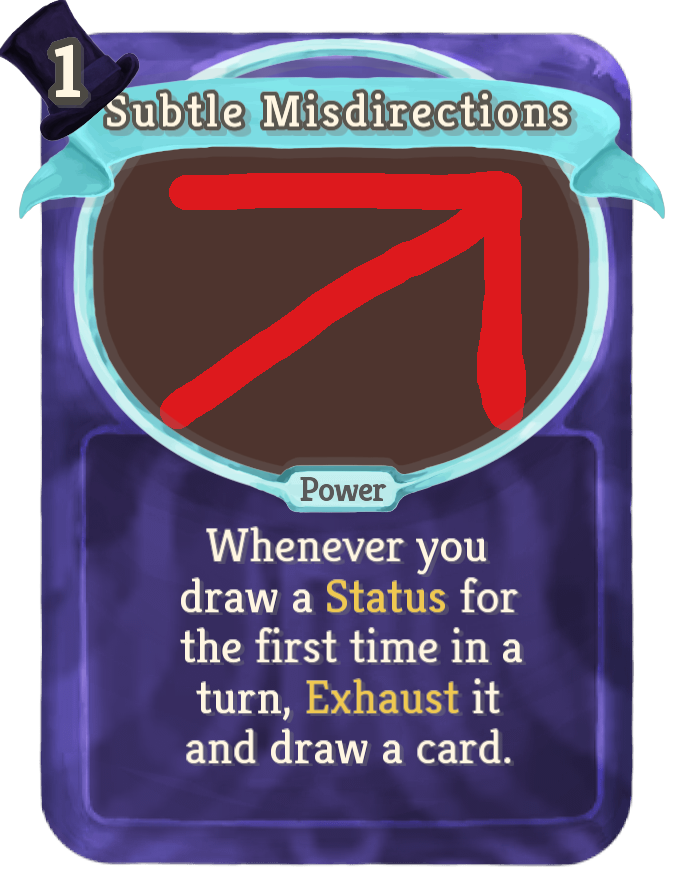 1
Subtle Misdirections
Power
Whenever you
draw a Status for
the first time in a
turn, Exhaust it
and draw a card.